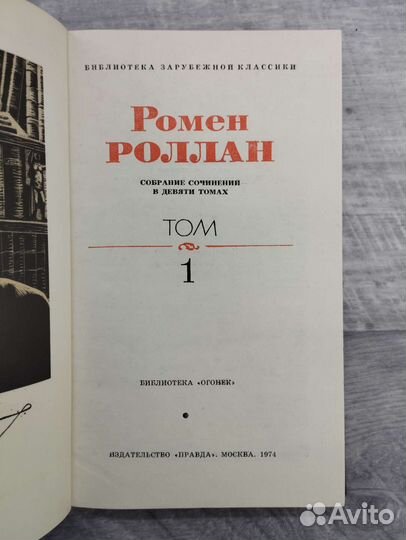 БИБЛИОТЕКА ЗАРУБЕЖНОЙ КЛАССИКИ
Ромен
РОЛЛАН
СОБРАНИЕ СОЧИНЕНИЙ
В ДЕВЯТИ ТОМАХ
ТОМ
1
БИБЛИОТЕКА «ОГОНЕК»
ИЗДАТЕЛЬСТВО «ПРАВДА». МОСКВА. 1974
Avito